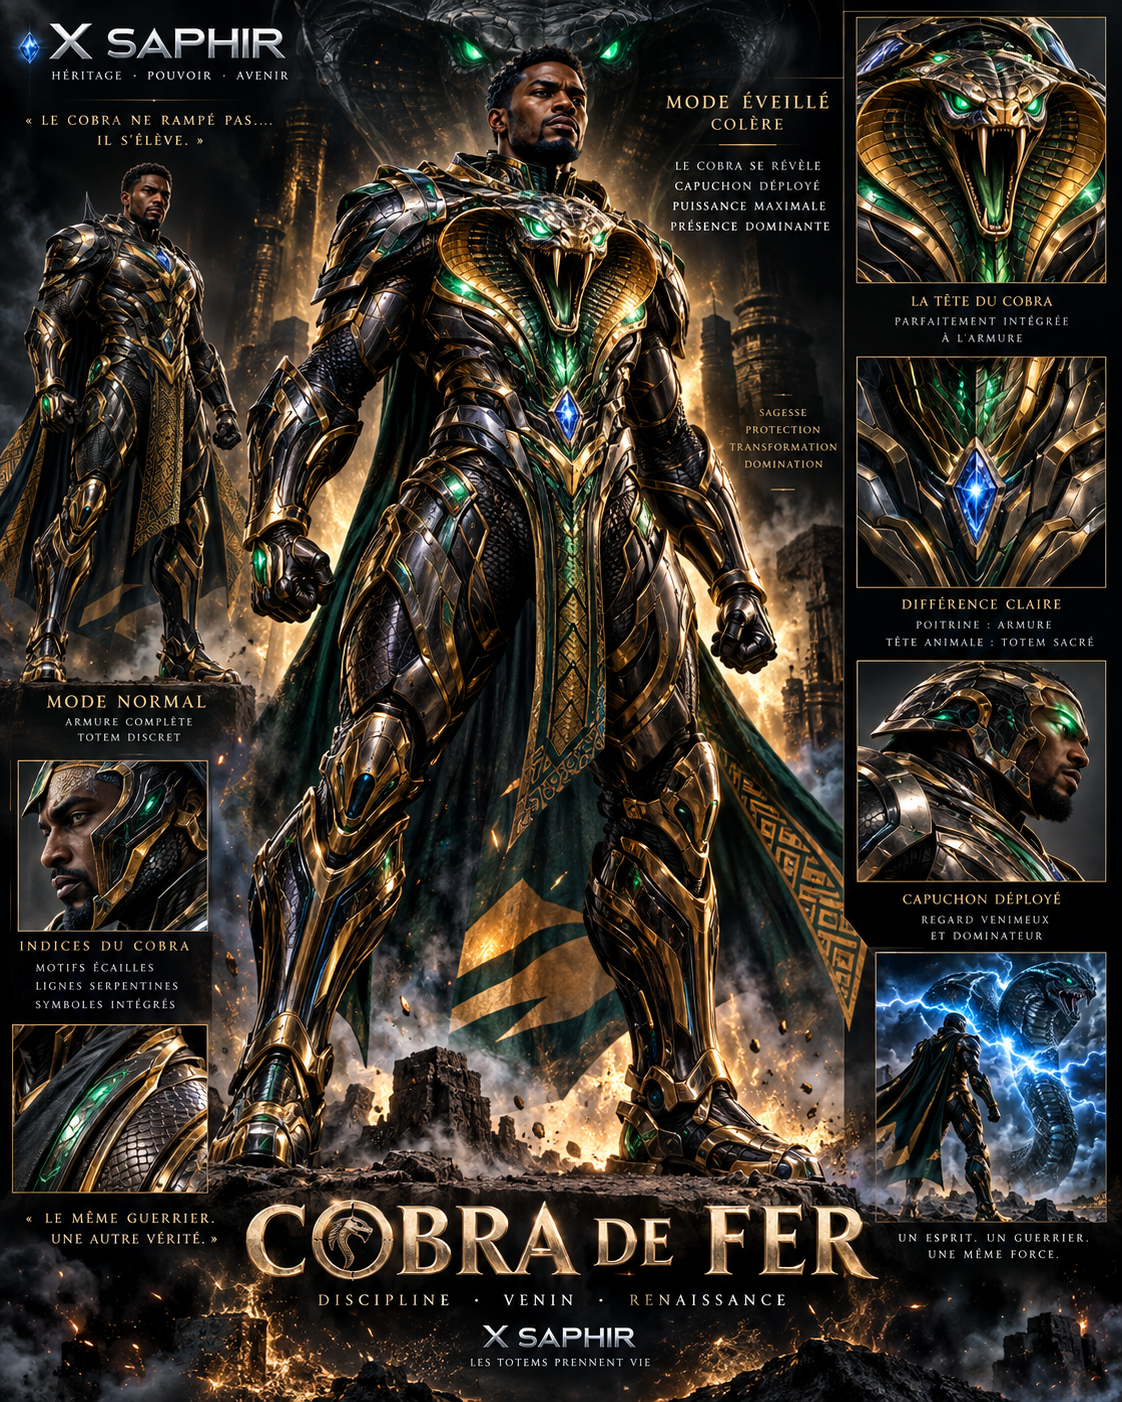 X SAPHIR
HÉRITAGE · POUVOIR · AVENIR
« LE COBRA NE RAMPÉ PAS....
IL S'ÉLÈVE. »
MODE NORMAL
ARMURE COMPLÈTE
TOTEM DISCRET
INDICES DU COBRA
MOTIFS ÉCAILLES
LIGNES SERPENTINES
SYMBOLES INTÉGRÉS
« LE MÊME GUERRIER.
UNE AUTRE VÉRITÉ. »
MODE ÉVEILLÉ
COLÈRE
LE COBRA SE RÉVÈLE
CAPUCHON DÉPLOYÉ
PUISSANCE MAXIMALE
PRÉSENCE DOMINANTE
SAGESSE
PROTECTION
TRANSFORMATION
DOMINATION
LA TÊTE DU COBRA
PARFAITEMENT INTÉGRÉE
À L'ARMURE
DIFFÉRENCE CLAIRE
POITRINE : ARMURE
TÊTE ANIMALE : TOTEM SACRÉ
CAPUCHON DÉPLOYÉ
REGARD VENIMEUX
ET DOMINATEUR
UN ESPRIT. UN GUERRIER.
UNE MÊME FORCE.
COBRA DE FER
DISCIPLINE · VENIN · RENAISSANCE
X SAPHIR
LES TOTEMS PRENNENT VIE